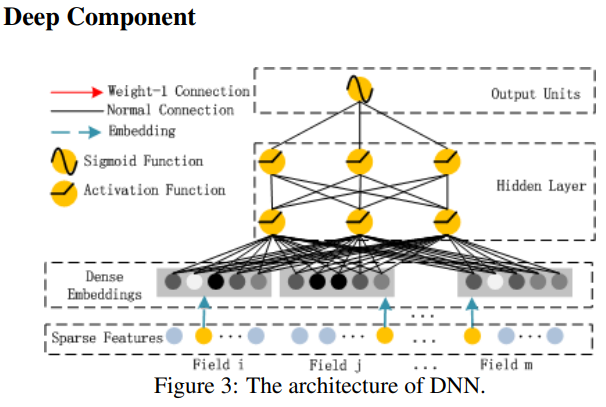 Deep Component
Weight-1 Connection
Normal Connection
Embedding
Sigmoid Function
Activation Function
Output Units
Hidden Layer
Dense
Embeddings
...
Sparse Features
... ... ... ...
Field i Field j ... Field m
Figure 3: The architecture of DNN.